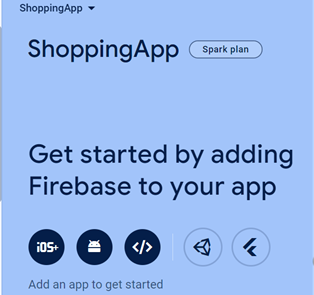 ShoppingApp
ShoppingApp Spark plan
Get started by adding
Firebase to your app
iOS+ </>
Add an app to get started